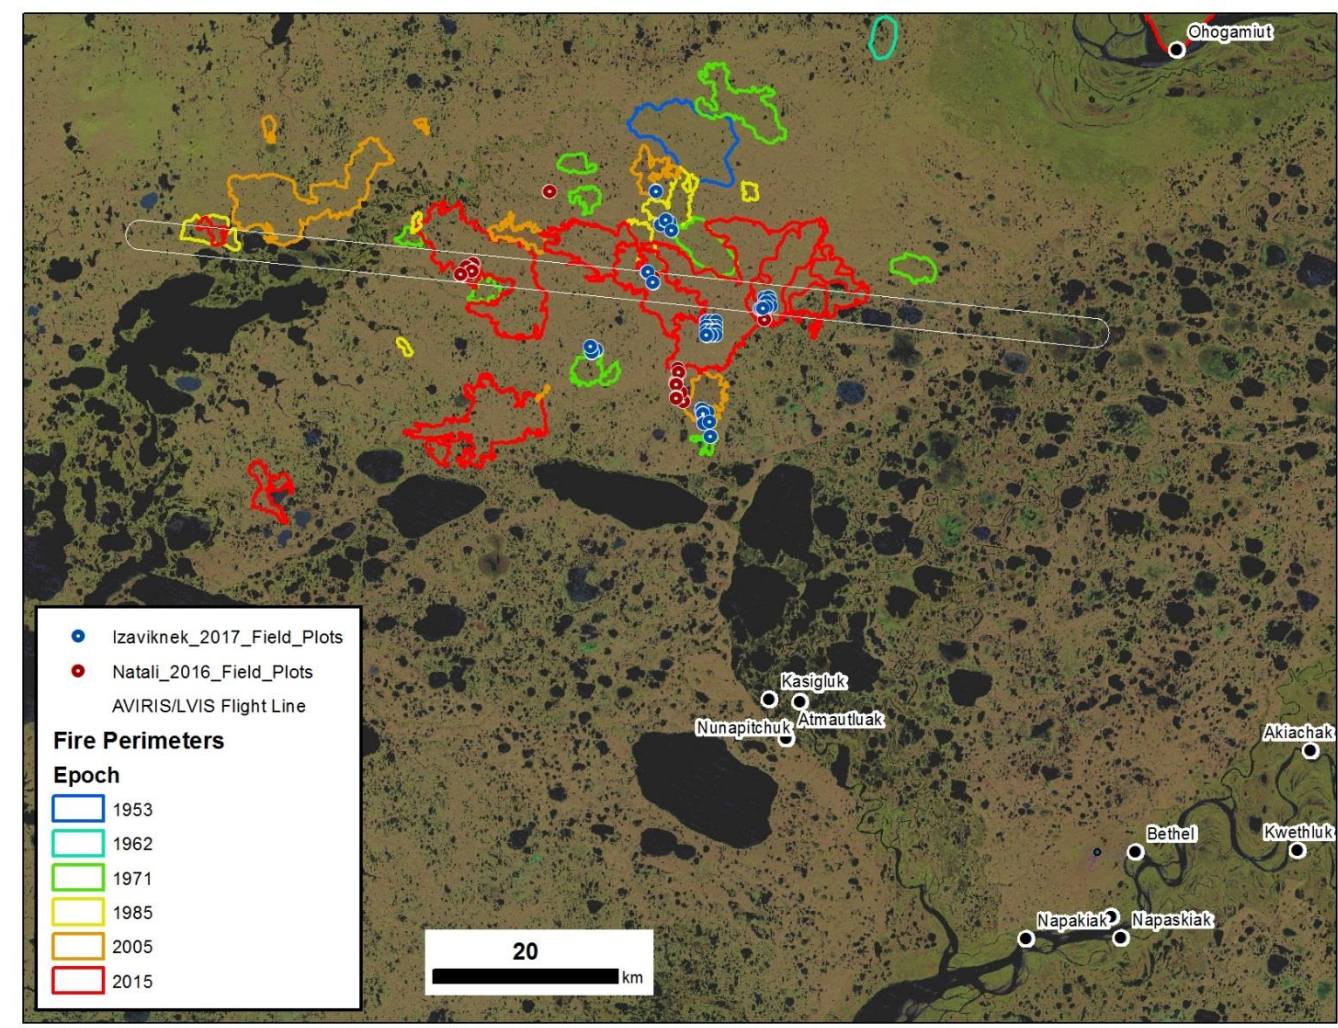 Ohogamiut
Kasigluk
Nunapitchuk Atmautluak
Akiachak
Bethel
Kwethluk
Napakiak
Napaskiak
Izaviknek_2017_Field_Plots
Natali_2016_Field_Plots
AVIRIS/LVIS Flight Line
Fire Perimeters
Epoch
1953
1962
1971
1985
2005
2015
20
km